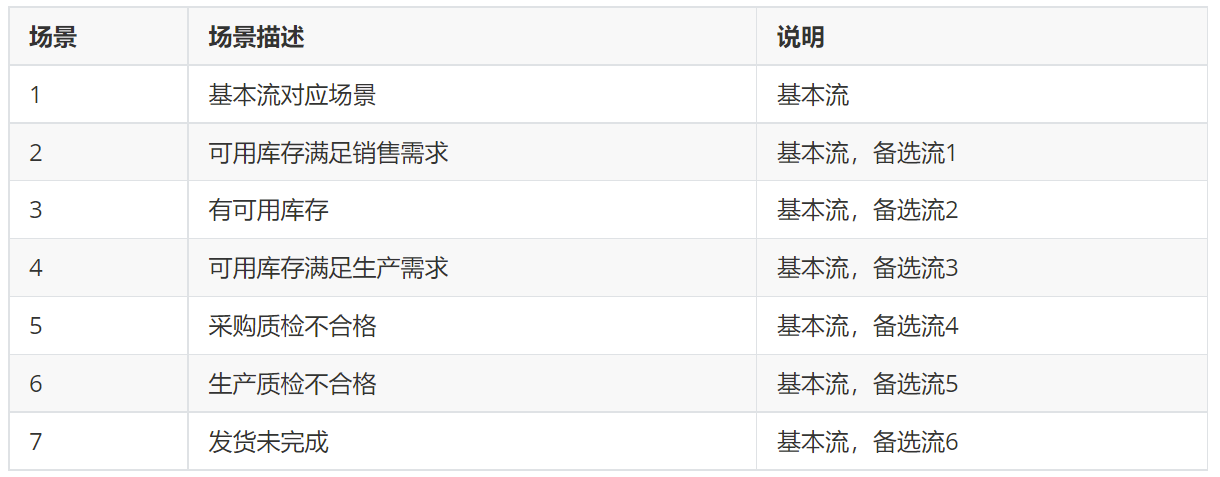 场景 场景描述 说明
1 基本流对应场景 基本流
2 可用库存满足销售需求 基本流，备选流1
3 有可用库存 基本流，备选流2
4 可用库存满足生产需求 基本流，备选流3
5 采购质检不合格 基本流，备选流4
6 生产质检不合格 基本流，备选流5
7 发货未完成 基本流，备选流6